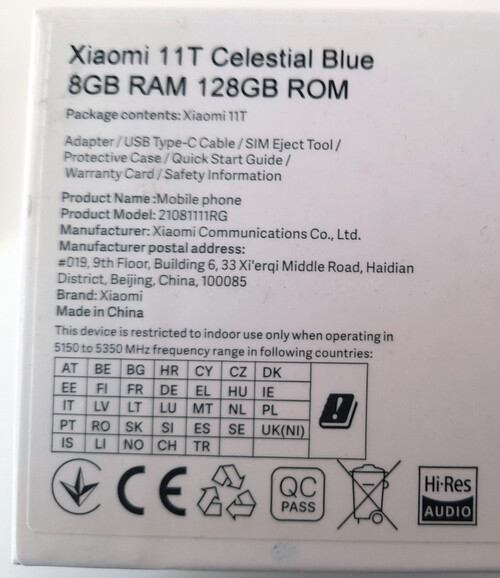 Xiaomi 11T Celestial Blue
8GB RAM 128GB ROM
Package contents: Xiaomi 11T
Adapter / USB Type-C Cable / SIM Eject Tool /
Protective Case / Quick Start Guide /
Warranty Card / Safety Information
Product Name :Mobile phone
Product Model: 21081111RG
Manufacturer: Xiaomi Communications Co., Ltd.
Manufacturer postal address:
#019, 9th Floor, Building 6, 33 Xi'erqi Middle Road, Haidian
District, Beijing, China, 100085
Brand: Xiaomi
Made in China
This device is restricted to indoor use only when operating in
5150 to 5350 MHz frequency range in following countries:
AT BE BG HR CY CZ DK
EE FI FR DE EL HU IE
IT LV LT LU MT NL PL
PT RO SK SI ES SE UK(NI)
IS LI NO CH TR
CE
QC
PASS
Hi-Res
AUDIO